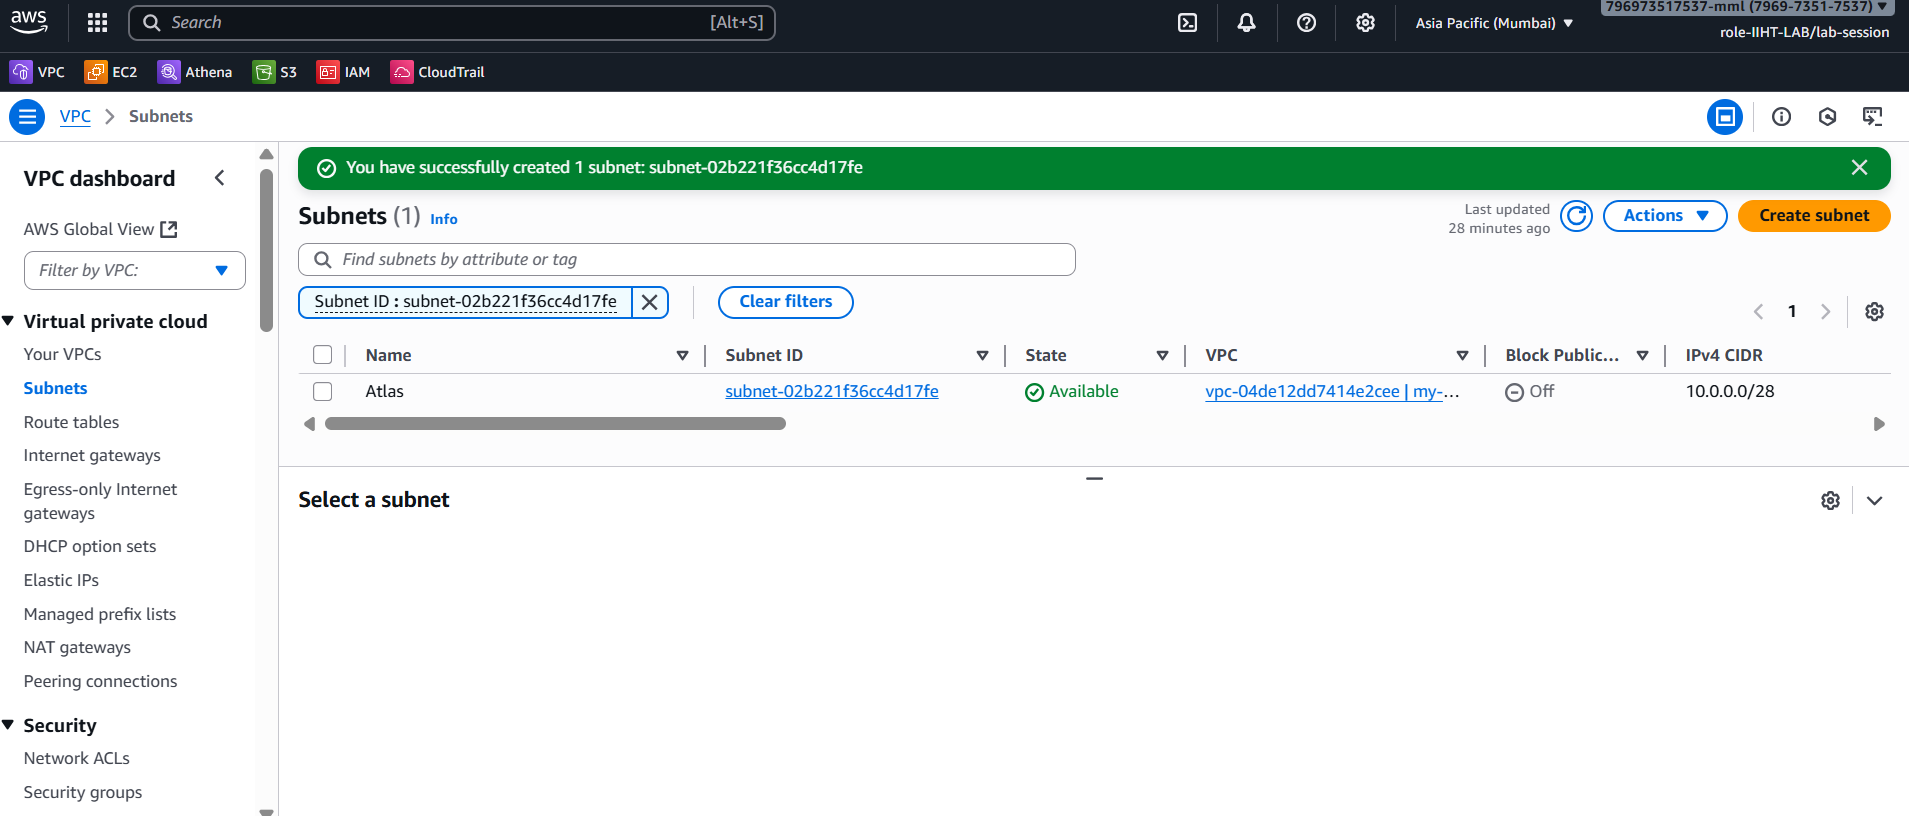 aws
Search [Alt+S]
Asia Pacific (Mumbai)
796973517537-mml (7969-7351-7537)
role-IIHT-LAB/lab-session
VPC EC2 Athena S3 IAM CloudTrail
VPC Subnets
VPC dashboard
AWS Global View
Filter by VPC:
Virtual private cloud
Your VPCs
Subnets
Route tables
Internet gateways
Egress-only Internet
gateways
DHCP option sets
Elastic IPs
Managed prefix lists
NAT gateways
Peering connections
Security
Network ACLs
Security groups
You have successfully created 1 subnet: subnet-02b221f36cc4d17fe
Subnets (1) Info
Last updated
28 minutes ago
Actions
Create subnet
Find subnets by attribute or tag
Subnet ID : subnet-02b221f36cc4d17fe
Clear filters
1
Name Subnet ID State VPC Block Public... IPv4 CIDR
Atlas subnet-02b221f36cc4d17fe Available vpc-04de12dd7414e2cee | my-... Off 10.0.0.0/28
Select a subnet